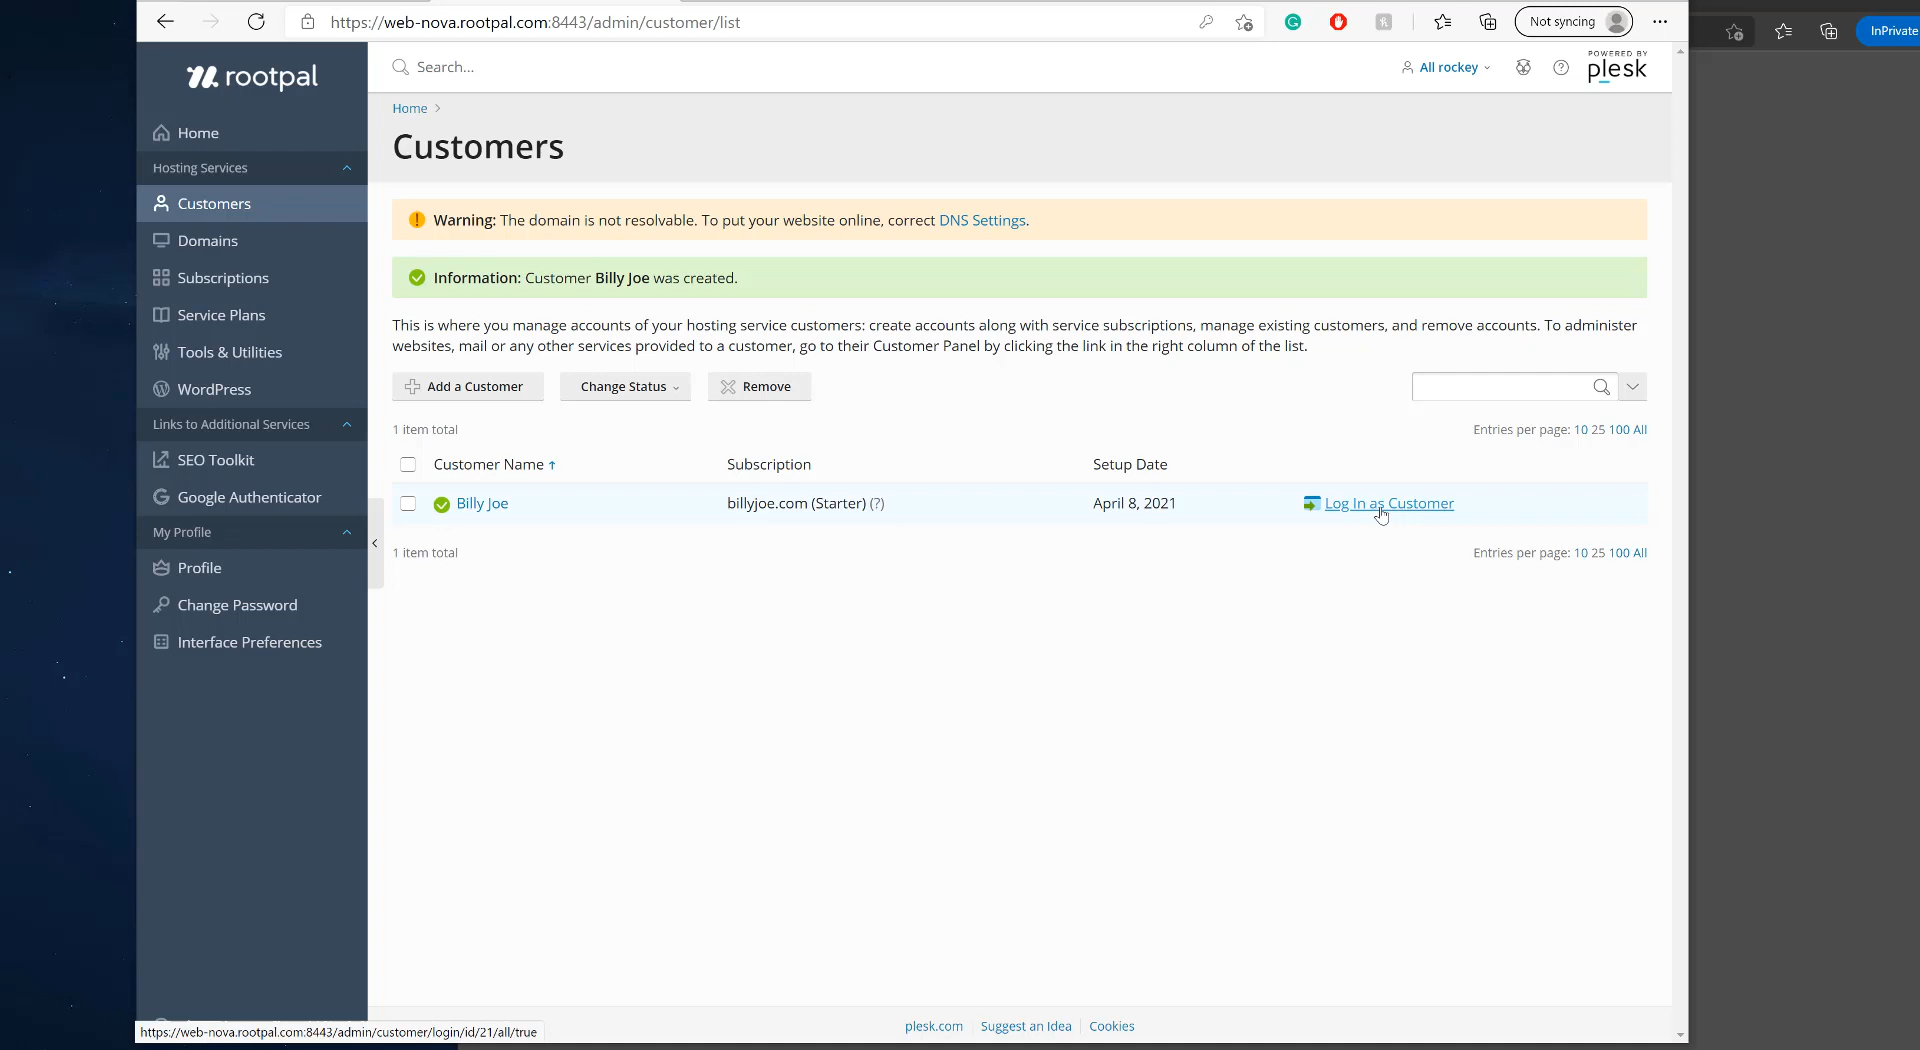 https://web-nova.rootpal.com:8443/admin/customer/list
Not syncing
InPrivate
rootpal
Search...
All rockey
POWERED BY
plesk
Home
Hosting Services
Customers
Domains
Subscriptions
Service Plans
Tools & Utilities
WordPress
Links to Additional Services
SEO Toolkit
Google Authenticator
My Profile
Profile
Change Password
Interface Preferences
Home >
Customers
Warning: The domain is not resolvable. To put your website online, correct DNS Settings.
Information: Customer Billy Joe was created.
This is where you manage accounts of your hosting service customers: create accounts along with service subscriptions, manage existing customers, and remove accounts. To administer
websites, mail or any other services provided to a customer, go to their Customer Panel by clicking the link in the right column of the list.
Add a Customer Change Status Remove
1 item total Entries per page: 10 25 100 All
Customer Name ↑ Subscription Setup Date
Billy Joe billyjoe.com (Starter) (?) April 8, 2021 Log In as Customer
1 item total Entries per page: 10 25 100 All
plesk.com Suggest an Idea Cookies
https://web-nova.rootpal.com:8443/admin/customer/login/id/21/all/true